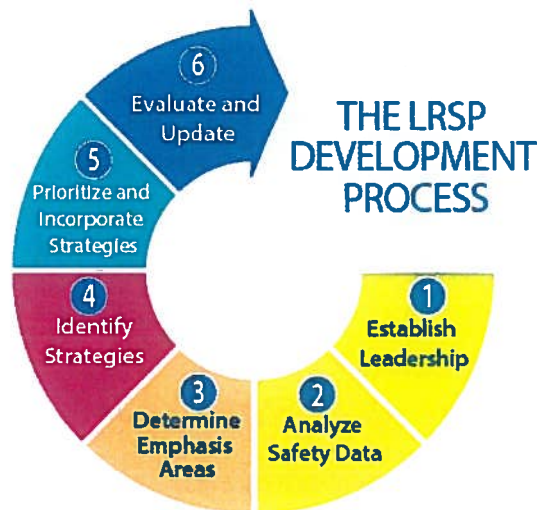 THE LRSP
DEVELOPMENT
PROCESS
1
Establish
Leadership
2
Analyze
Safety Data
3
Determine
Emphasis
Areas
4
Identify
Strategies
5
Prioritize and
Incorporate
Strategies
6
Evaluate and
Update